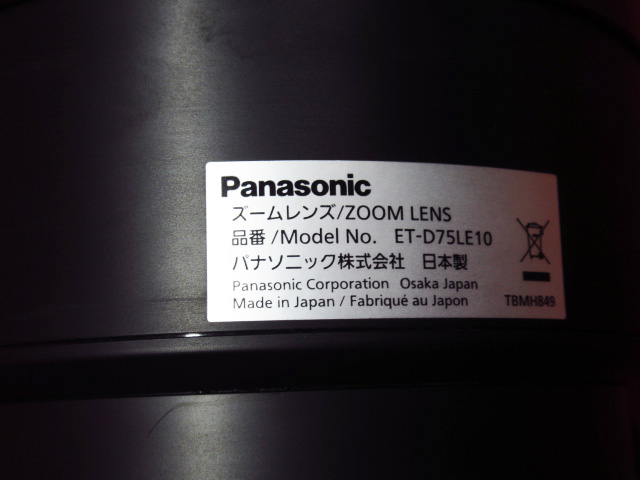 Panasonic
ズームレンズ/ZOOM LENS
品番 /Model No. ET-D75LE10
パナソニック株式会社 日本製
Panasonic Corporation Osaka Japan
Made in Japan / Fabriqué au Japon
TBMH849